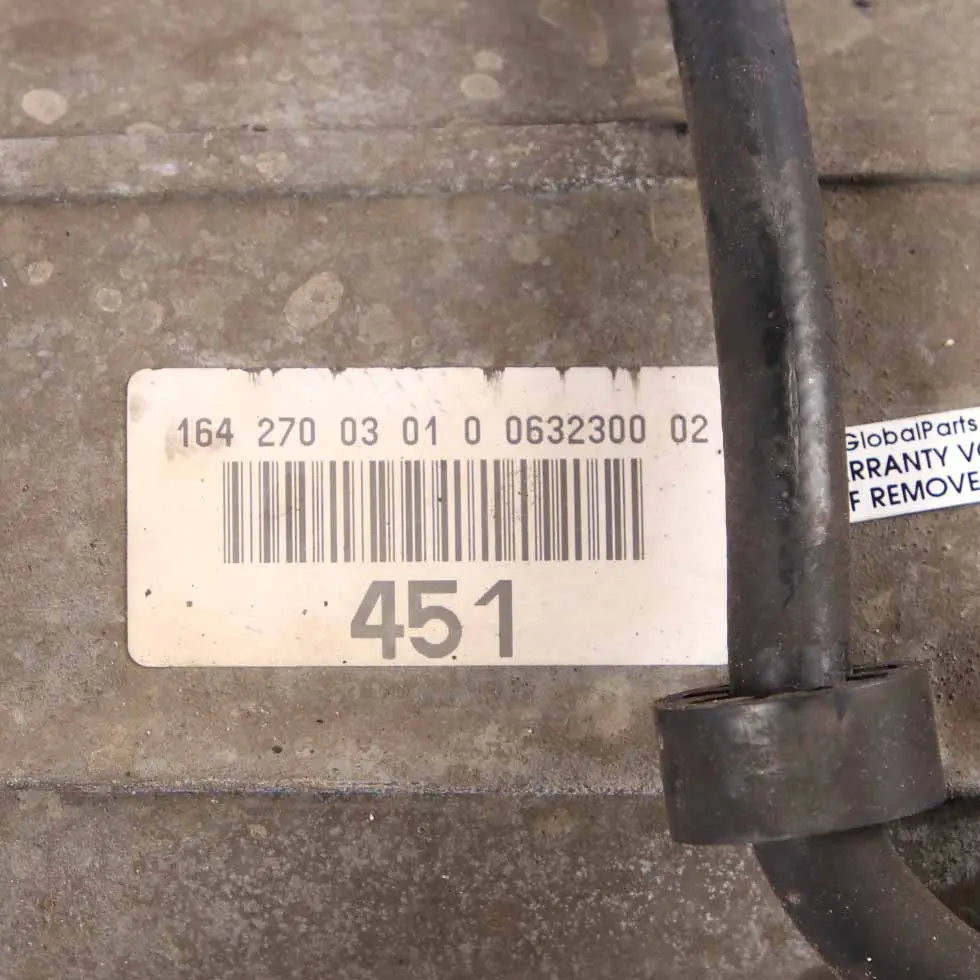 164 270 03 01 0 0632300 02
451
GlobalParts
RRANTY VO
F REMOVE